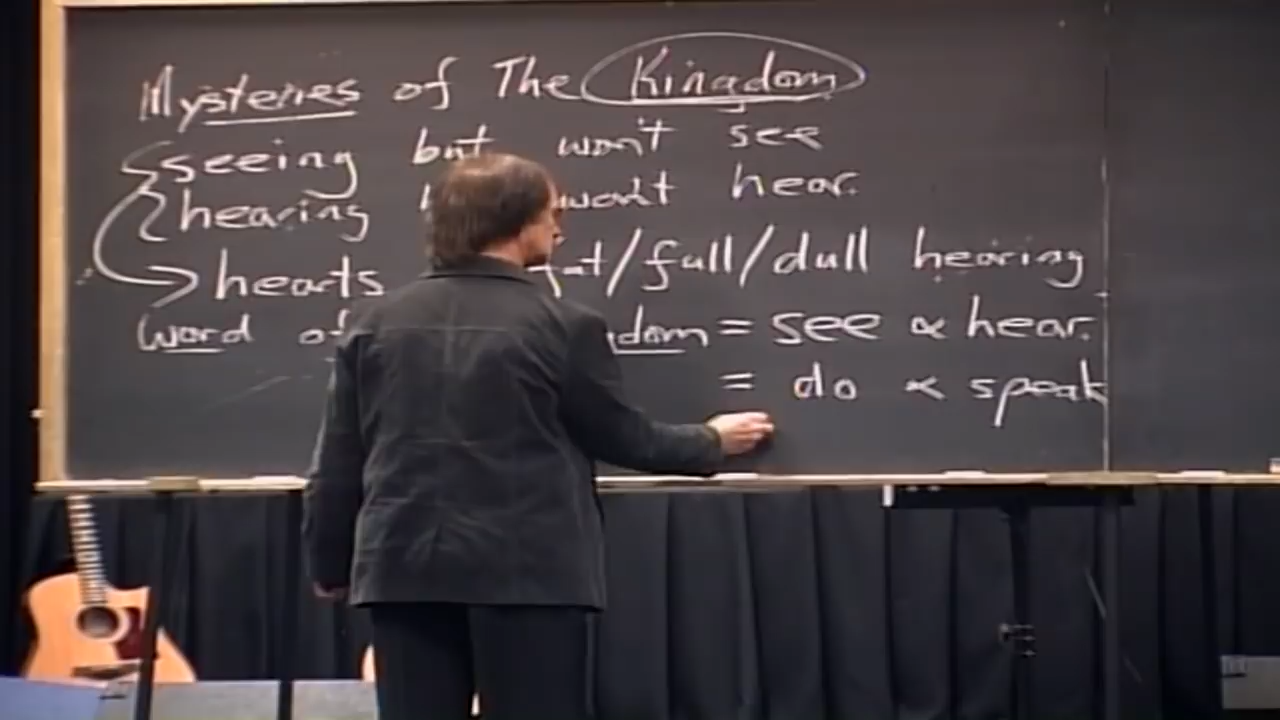 Mysteries of The Kingdom
seeing but won't see
hearing won't hear.
hearts fat/full/dull hearing
Word of dom = see & hear.
= do & speak